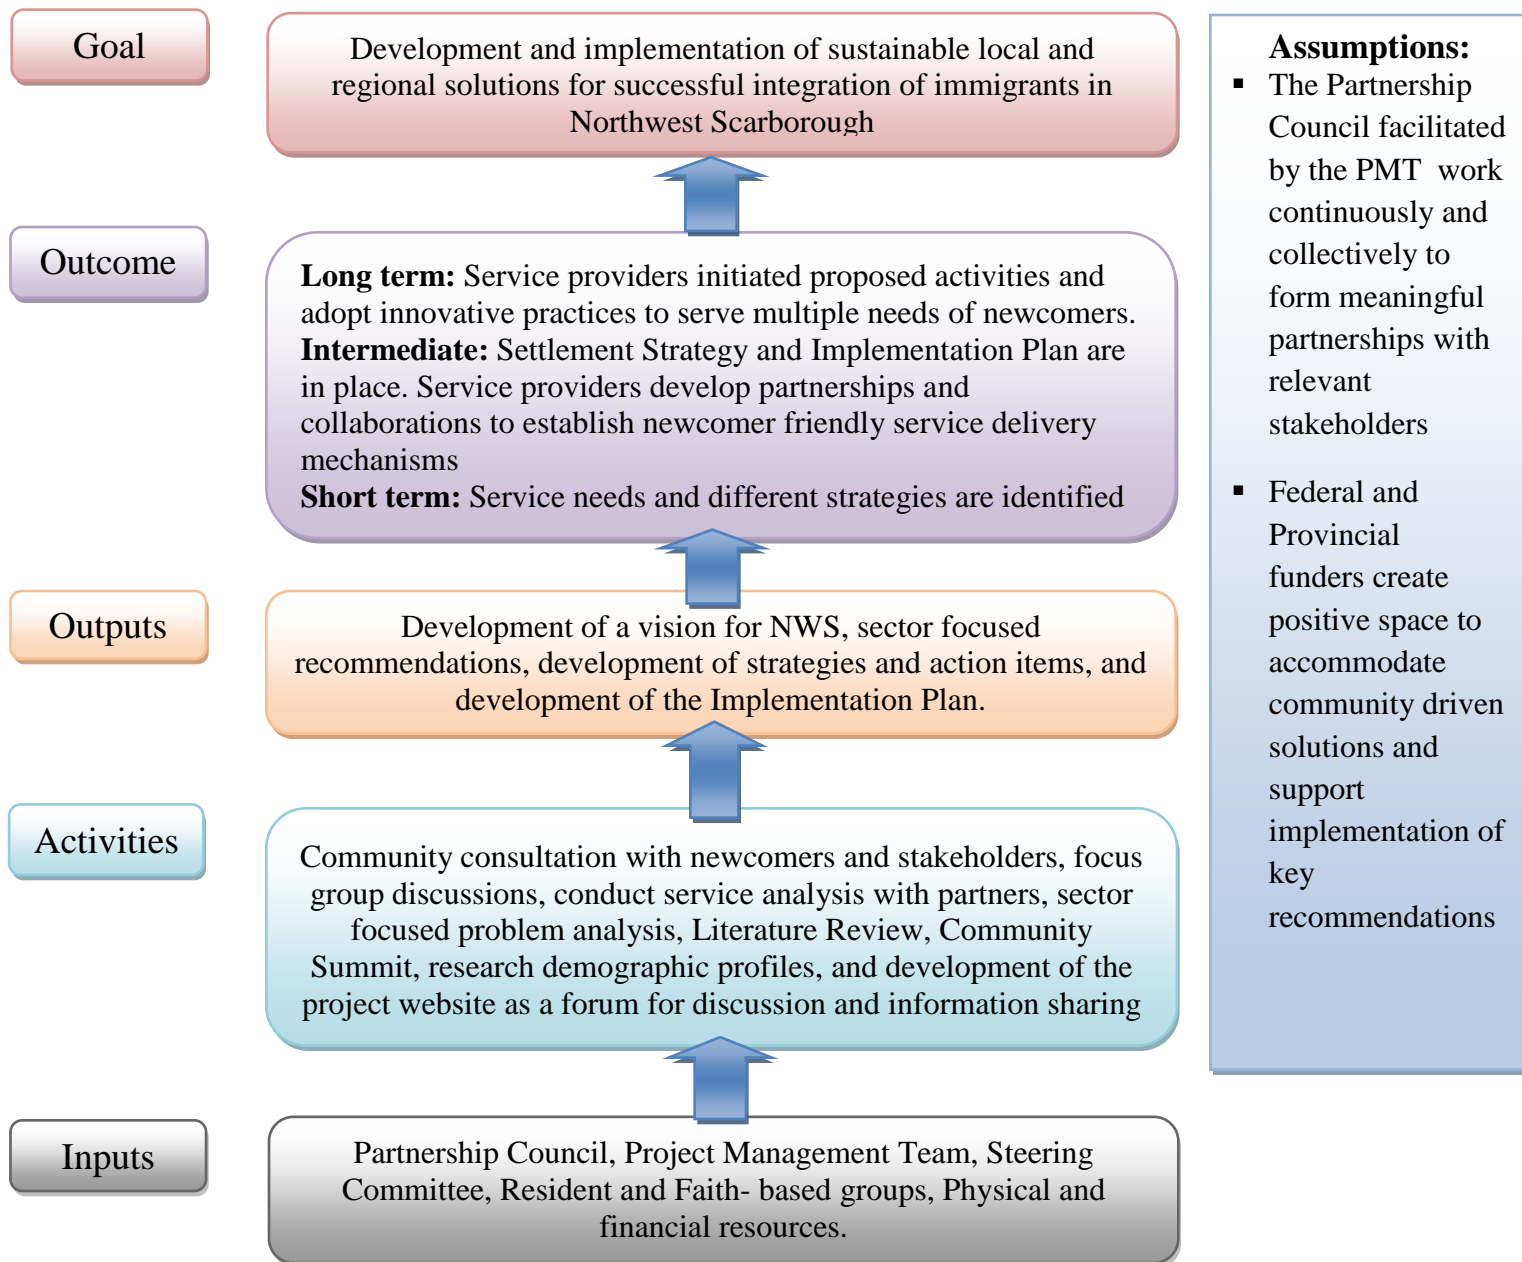 Goal
Development and implementation of sustainable local and
regional solutions for successful integration of immigrants in
Northwest Scarborough
Outcome
Long term: Service providers initiated proposed activities and
adopt innovative practices to serve multiple needs of newcomers.
Intermediate: Settlement Strategy and Implementation Plan are
in place. Service providers develop partnerships and
collaborations to establish newcomer friendly service delivery
mechanisms
Short term: Service needs and different strategies are identified
Outputs
Development of a vision for NWS, sector focused
recommendations, development of strategies and action items, and
development of the Implementation Plan.
Activities
Community consultation with newcomers and stakeholders, focus
group discussions, conduct service analysis with partners, sector
focused problem analysis, Literature Review, Community
Summit, research demographic profiles, and development of the
project website as a forum for discussion and information sharing
Inputs
Partnership Council, Project Management Team, Steering
Committee, Resident and Faith- based groups, Physical and
financial resources.
Assumptions:
▪ The Partnership
Council facilitated
by the PMT work
continuously and
collectively to
form meaningful
partnerships with
relevant
stakeholders
▪ Federal and
Provincial
funders create
positive space to
accommodate
community driven
solutions and
support
implementation of
key
recommendations